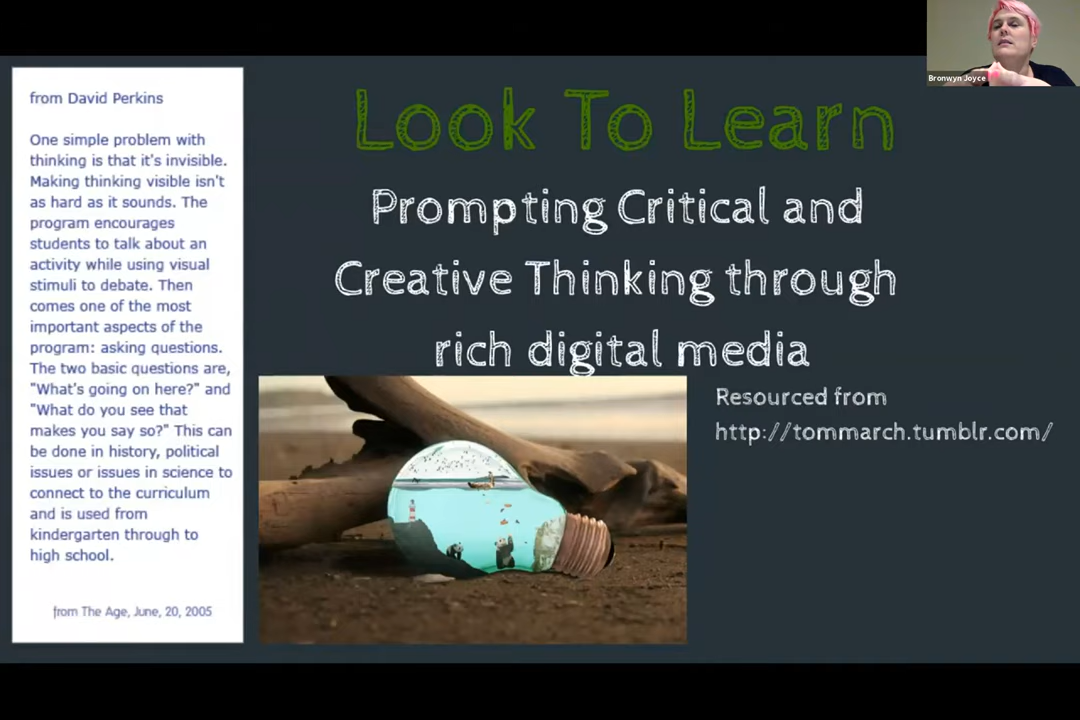 from David Perkins
One simple problem with
thinking is that it's invisible.
Making thinking visible isn't
as hard as it sounds. The
program encourages
students to talk about an
activity while using visual
stimuli to debate. Then
comes one of the most
important aspects of the
program: asking questions.
The two basic questions are,
"What's going on here?" and
"What do you see that
makes you say so?" This can
be done in history, political
issues or issues in science to
connect to the curriculum
and is used from
kindergarten through to
high school.
from The Age, June, 20, 2005
Look To Learn
Prompting Critical and
Creative Thinking through
rich digital media
Resourced from
http://tommarch.tumblr.com/
Bronwyn Joyce